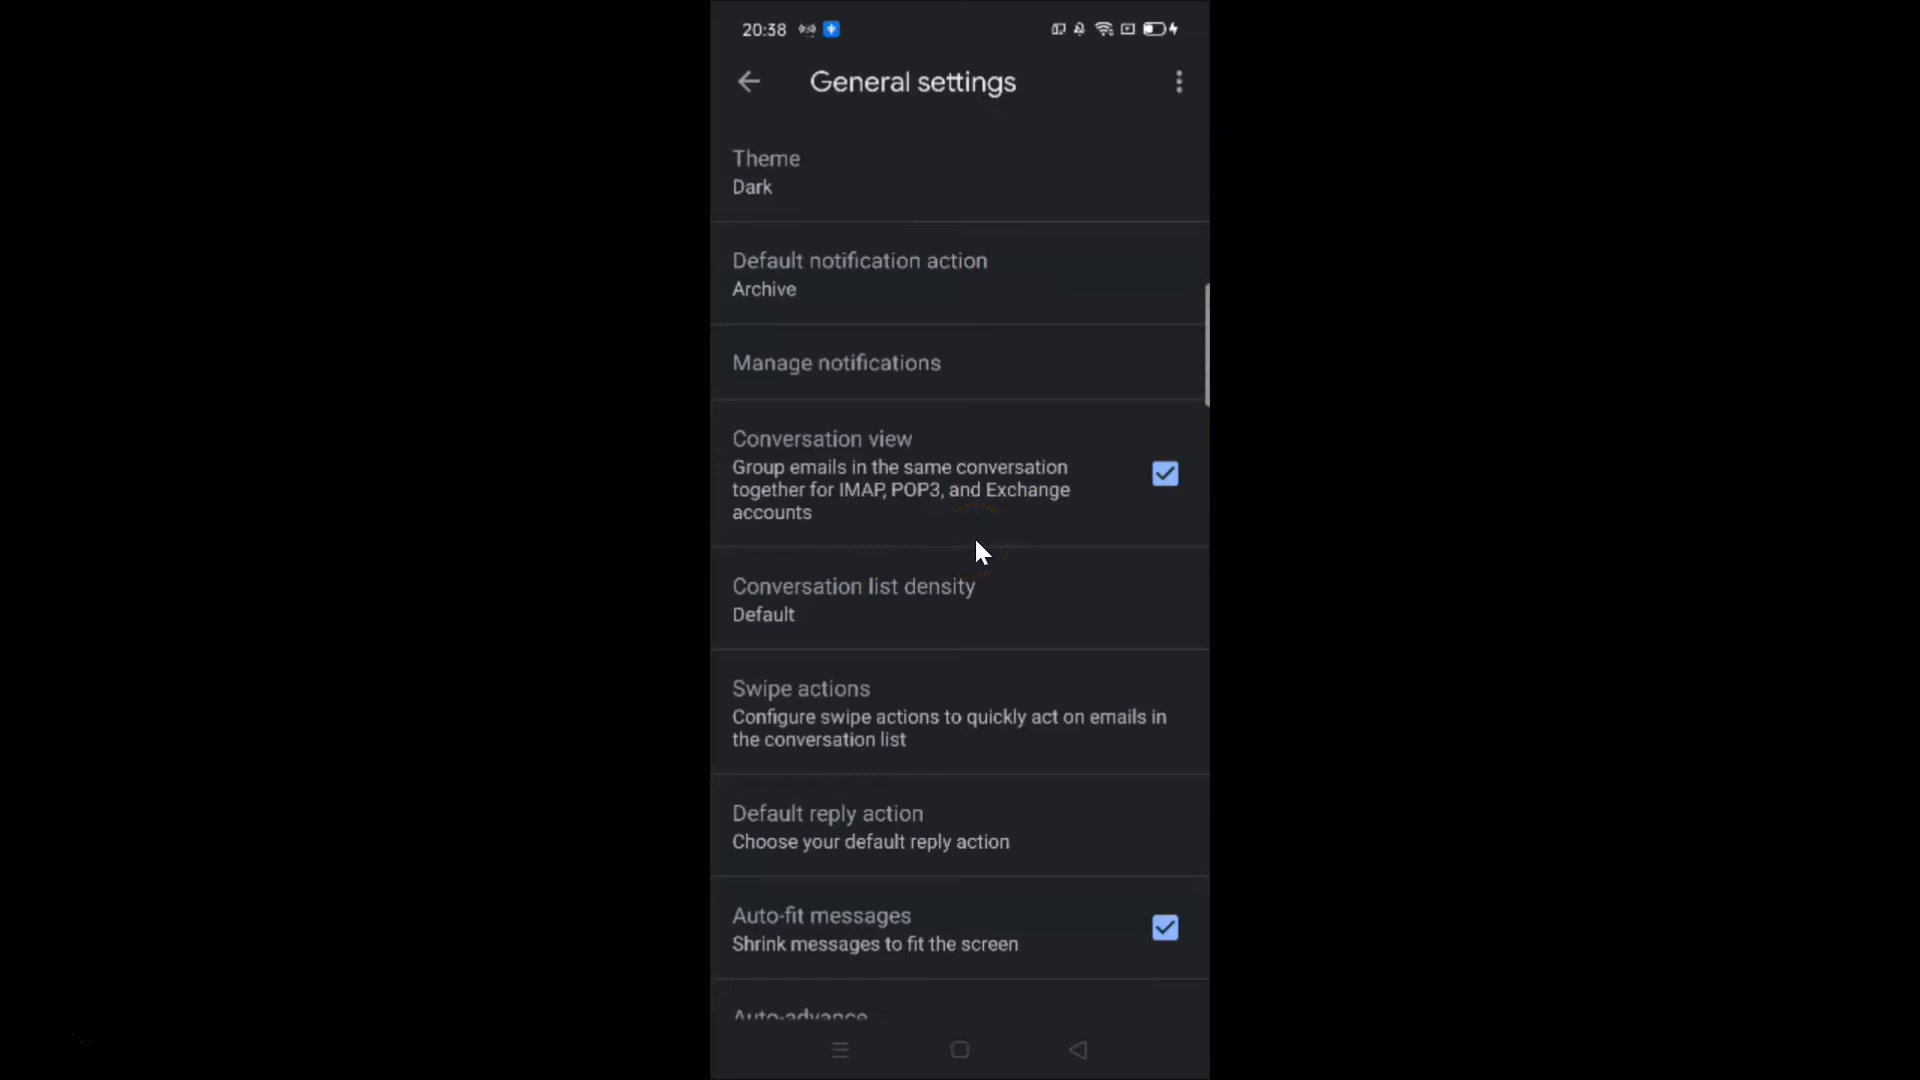 20:38
General settings
Theme
Dark
Default notification action
Archive
Manage notifications
Conversation view
Group emails in the same conversation
together for IMAP, POP3, and Exchange
accounts
Conversation list density
Default
Swipe actions
Configure swipe actions to quickly act on emails in
the conversation list
Default reply action
Choose your default reply action
Auto-fit messages
Shrink messages to fit the screen
Auto-advance